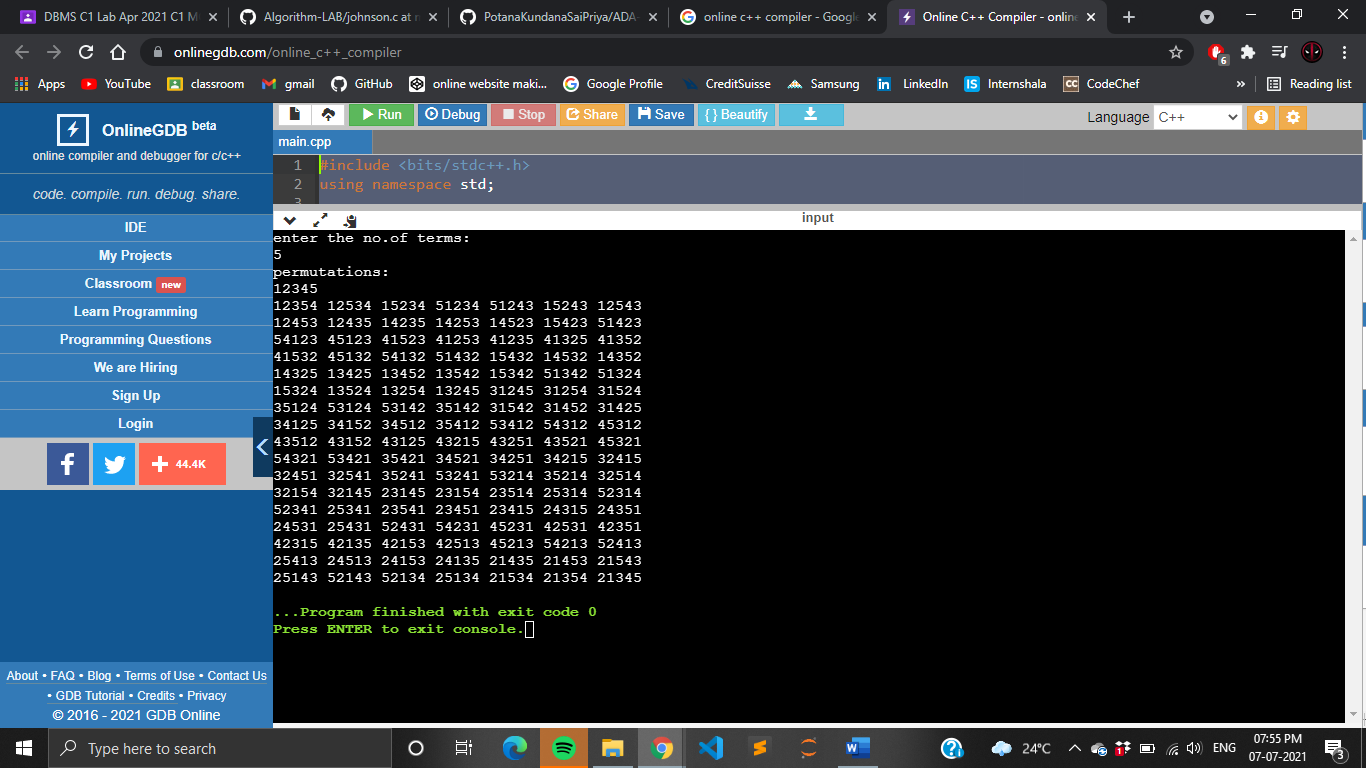 DBMS C1 Lab Apr 2021 C1 M
Algorithm-LAB/johnson.c at m
PotanaKundanaSaiPriya/ADA-
online c++ compiler - Google
Online C++ Compiler - online
onlinegdb.com/online_c++_compiler
6
Apps
YouTube
classroom
gmail
GitHub
online website maki...
Google Profile
CreditSuisse
Samsung
LinkedIn
IS Internshala
CC CodeChef
»
Reading list
OnlineGDB beta
online compiler and debugger for c/c++
code. compile. run. debug. share.
IDE
My Projects
Classroom new
Learn Programming
Programming Questions
We are Hiring
Sign Up
Login
44.4K
About • FAQ • Blog • Terms of Use • Contact Us
• GDB Tutorial • Credits • Privacy
© 2016 - 2021 GDB Online
Run Debug Stop Share Save { } Beautify
Language C++
main.cpp
1 #include <bits/stdc++.h>
2 using namespace std;
3
input
enter the no.of terms:
5
permutations:
12345
12354 12534 15234 51234 51243 15243 12543
12453 12435 14235 14253 14523 15423 51423
54123 45123 41523 41253 41235 41325 41352
41532 45132 54132 51432 15432 14532 14352
14325 13425 13452 13542 15342 51342 51324
15324 13524 13254 13245 31245 31254 31524
35124 53124 53142 35142 31542 31452 31425
34125 34152 34512 35412 53412 54312 45312
43512 43152 43125 43215 43251 43521 45321
54321 53421 35421 34521 34251 34215 32415
32451 32541 35241 53241 53214 35214 32514
32154 32145 23145 23154 23514 25314 52314
52341 25341 23541 23451 23415 24315 24351
24531 25431 52431 54231 45231 42531 42351
42315 42135 42153 42513 45213 54213 52413
25413 24513 24153 24135 21435 21453 21543
25143 52143 52134 25134 21534 21354 21345
...Program finished with exit code 0
Press ENTER to exit console.
Type here to search
24°C
ENG
07:55 PM
07-07-2021
3